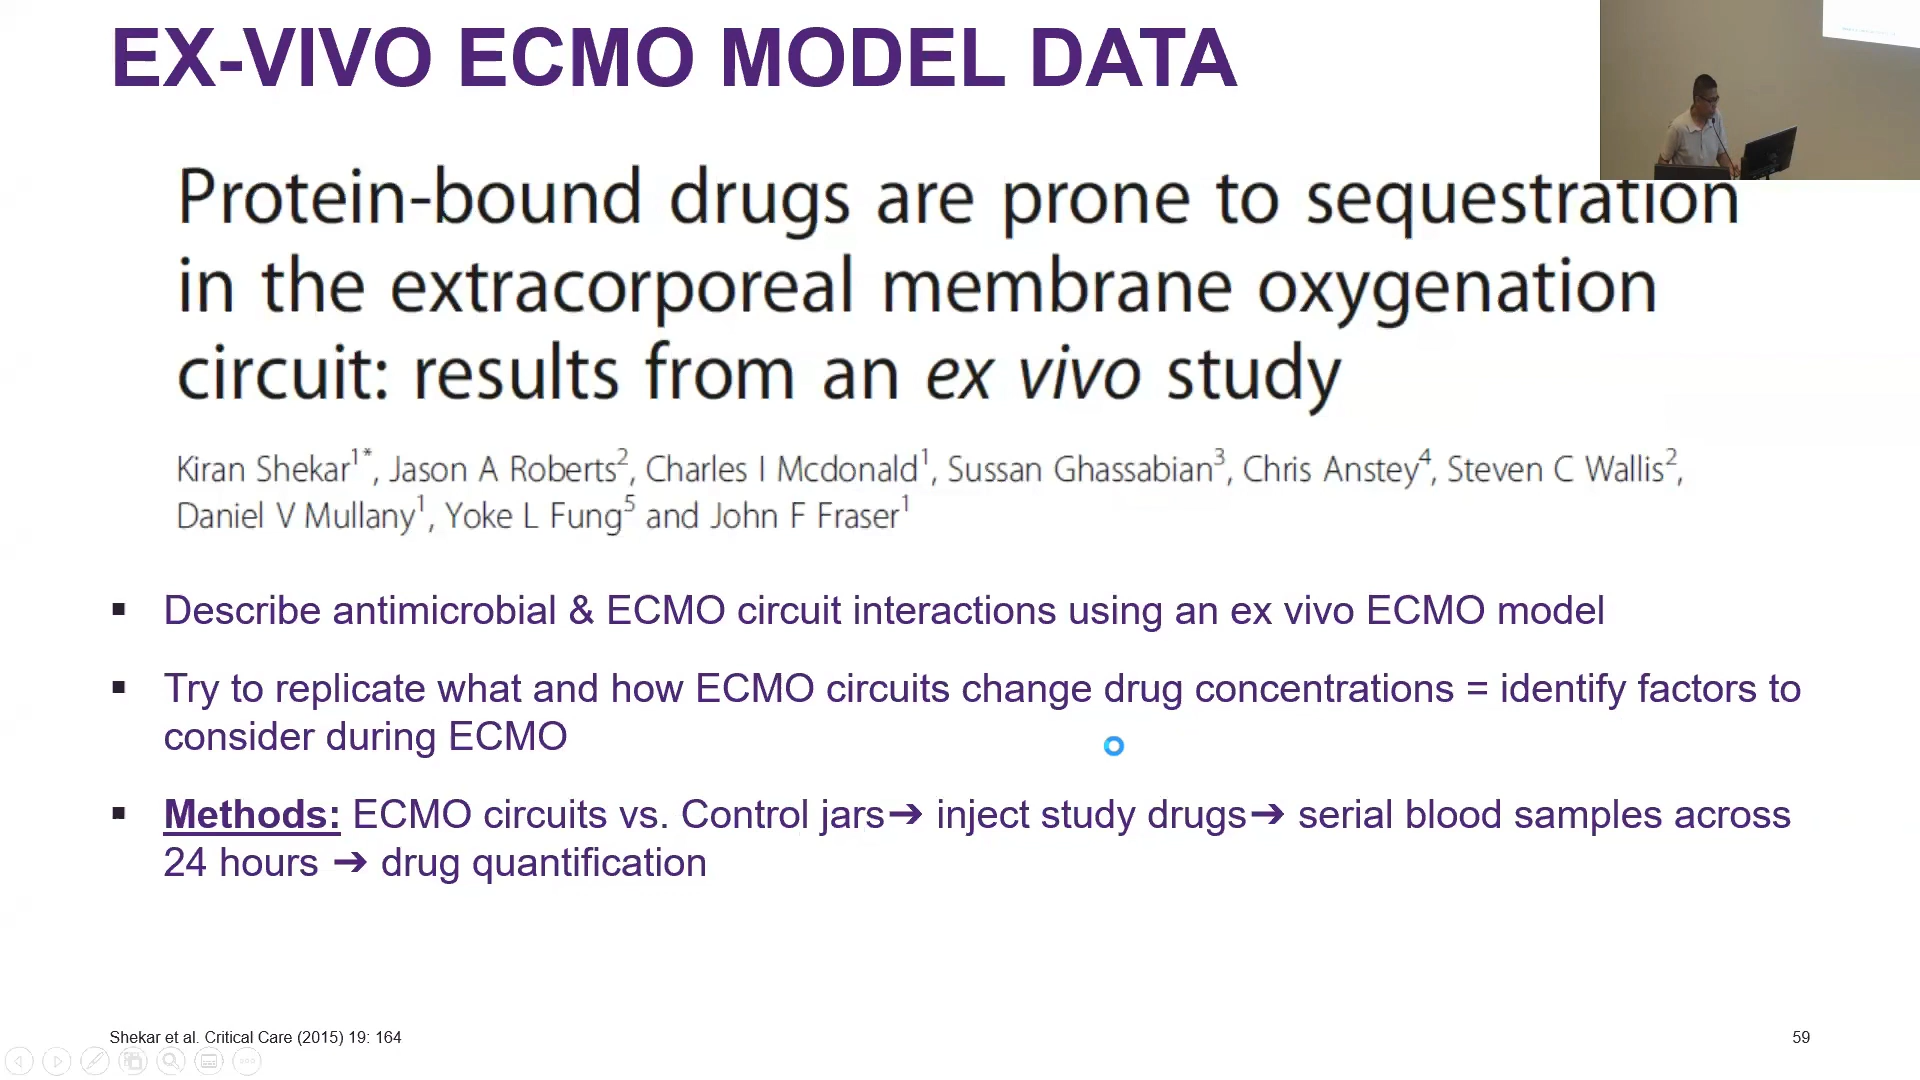 EX-VIVO ECMO MODEL DATA
Protein-bound drugs are prone to sequestration
in the extracorporeal membrane oxygenation
circuit: results from an ex vivo study
Kiran Shekar1*, Jason A Roberts2, Charles I Mcdonald1, Sussan Ghassabian3, Chris Anstey4, Steven C Wallis2,
Daniel V Mullany1, Yoke L Fung5 and John F Fraser1
▪ Describe antimicrobial & ECMO circuit interactions using an ex vivo ECMO model
▪ Try to replicate what and how ECMO circuits change drug concentrations = identify factors to
consider during ECMO
▪ Methods: ECMO circuits vs. Control jars➔ inject study drugs➔ serial blood samples across
24 hours ➔ drug quantification
Shekar et al. Critical Care (2015) 19: 164
59